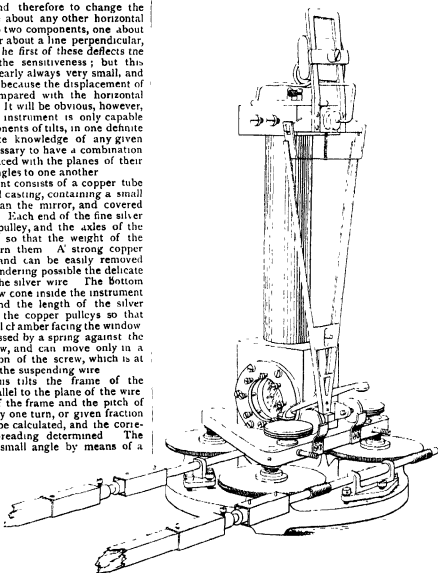 nd therefore to change the
about any other horizontal
two components, one about
r about a line perpendicular,
he first of these deflects the
the sensitiveness ; but this
early always very small, and
because the displacement of
mpared with the horizontal
It will be obvious, however,
instrument is only capable
onents of tilts, in one definite
te knowledge of any given
ssary to have a combination
aced with the planes of their
ngles to one another
nt consists of a copper tube
l casting, containing a small
an the mirror, and covered
Each end of the fine silver
pulley, and the axles of the
so that the weight of the
rn them A strong copper
and can be easily removed
ndering possible the delicate
he silver wire The bottom
w cone inside the instrument
nd the length of the silver
the copper pulleys so that
l chamber facing the window
ssed by a spring against the
w, and can move only in a
on of the screw, which is at
the suspending wire
his tilts the frame of the
allel to the plane of the wire
f the frame and the pitch of
y one turn, or given fraction
be calculated, and the corre-
reading determined The
small angle by means of a